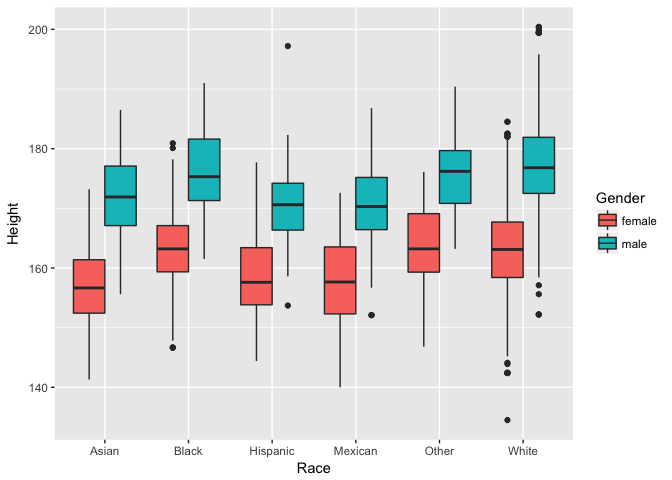 200
180
160
140
Height
Asian
Black
Hispanic
Mexican
Other
White
Race
Gender
female
male